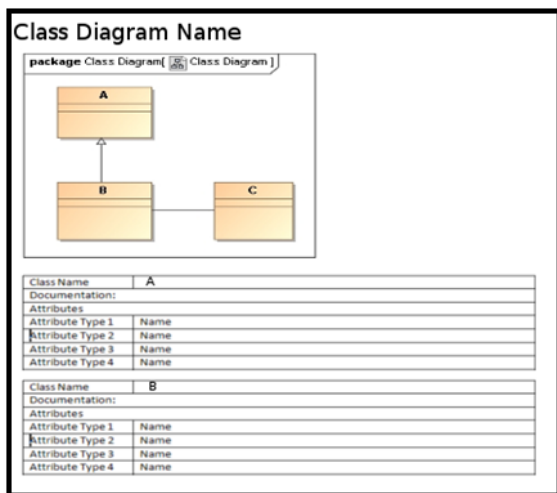 Class Diagram Name
package Class Diagram[ Class Diagram ]
A
B
C
Class Name A
Documentation:
Attributes
Attribute Type 1 Name
Attribute Type 2 Name
Attribute Type 3 Name
Attribute Type 4 Name
Class Name B
Documentation:
Attributes
Attribute Type 1 Name
Attribute Type 2 Name
Attribute Type 3 Name
Attribute Type 4 Name